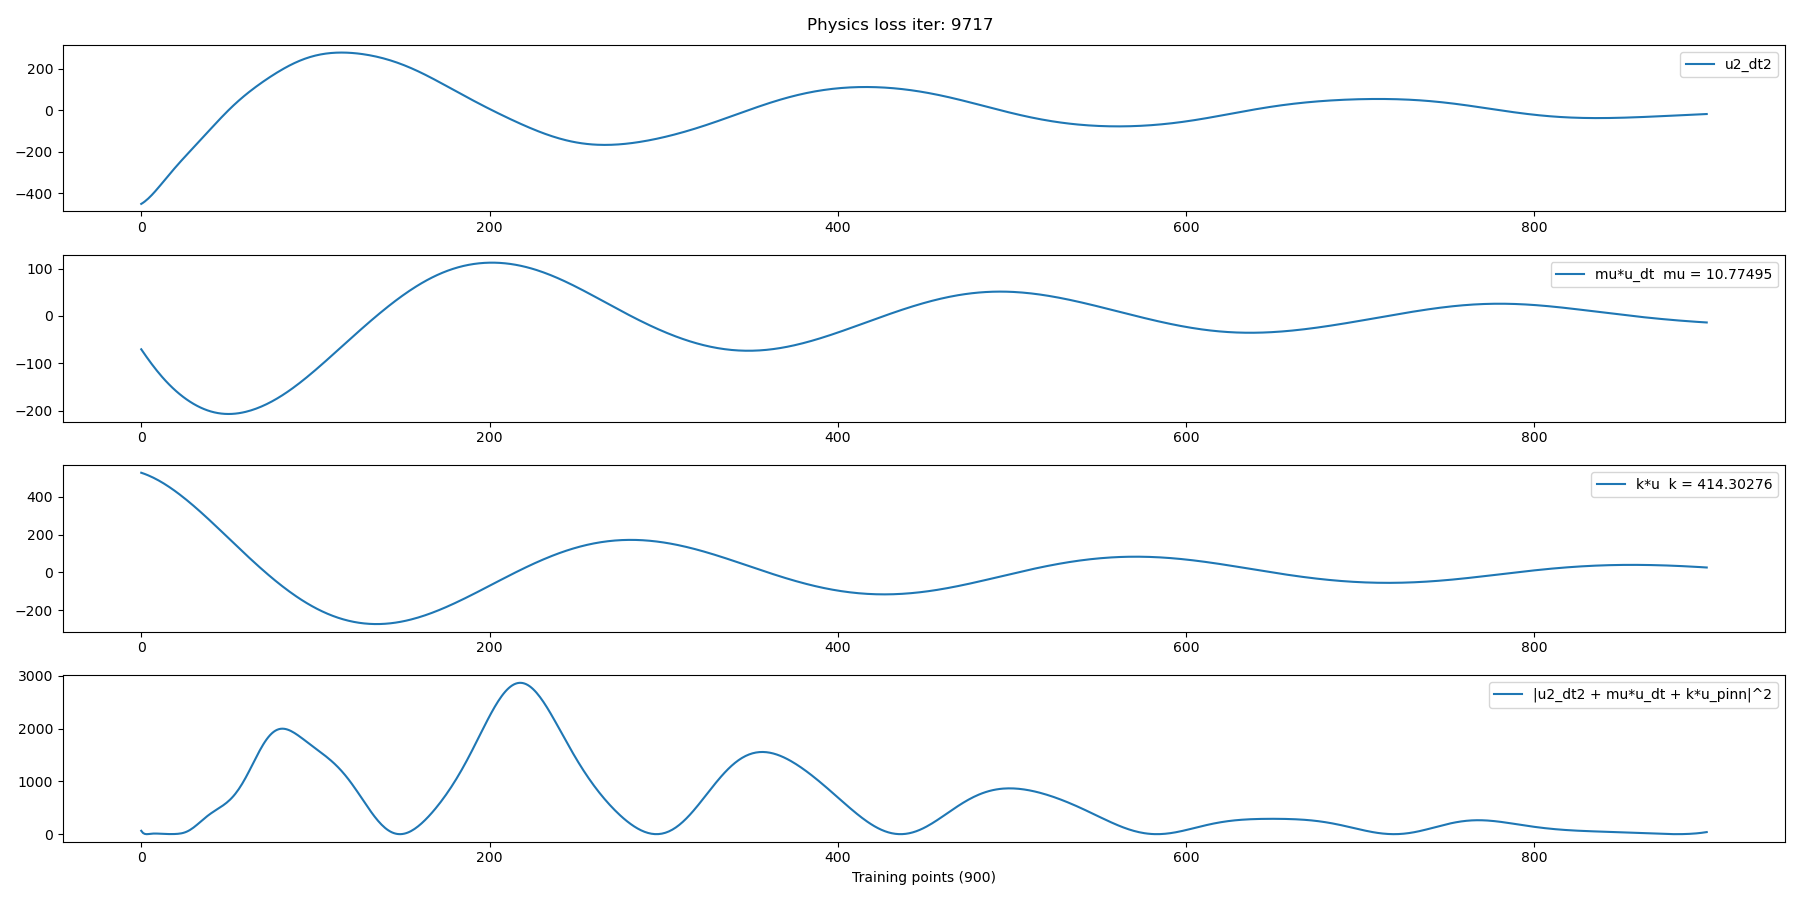 Physics loss iter: 9717
u2_dt2
200
0
−200
−400
0 200 400 600 800
mu*u_dt  mu = 10.77495
100
0
−100
−200
0 200 400 600 800
k*u  k = 414.30276
400
200
0
−200
0 200 400 600 800
|u2_dt2 + mu*u_dt + k*u_pinn|^2
3000
2000
1000
0
0 200 400 600 800
Training points (900)